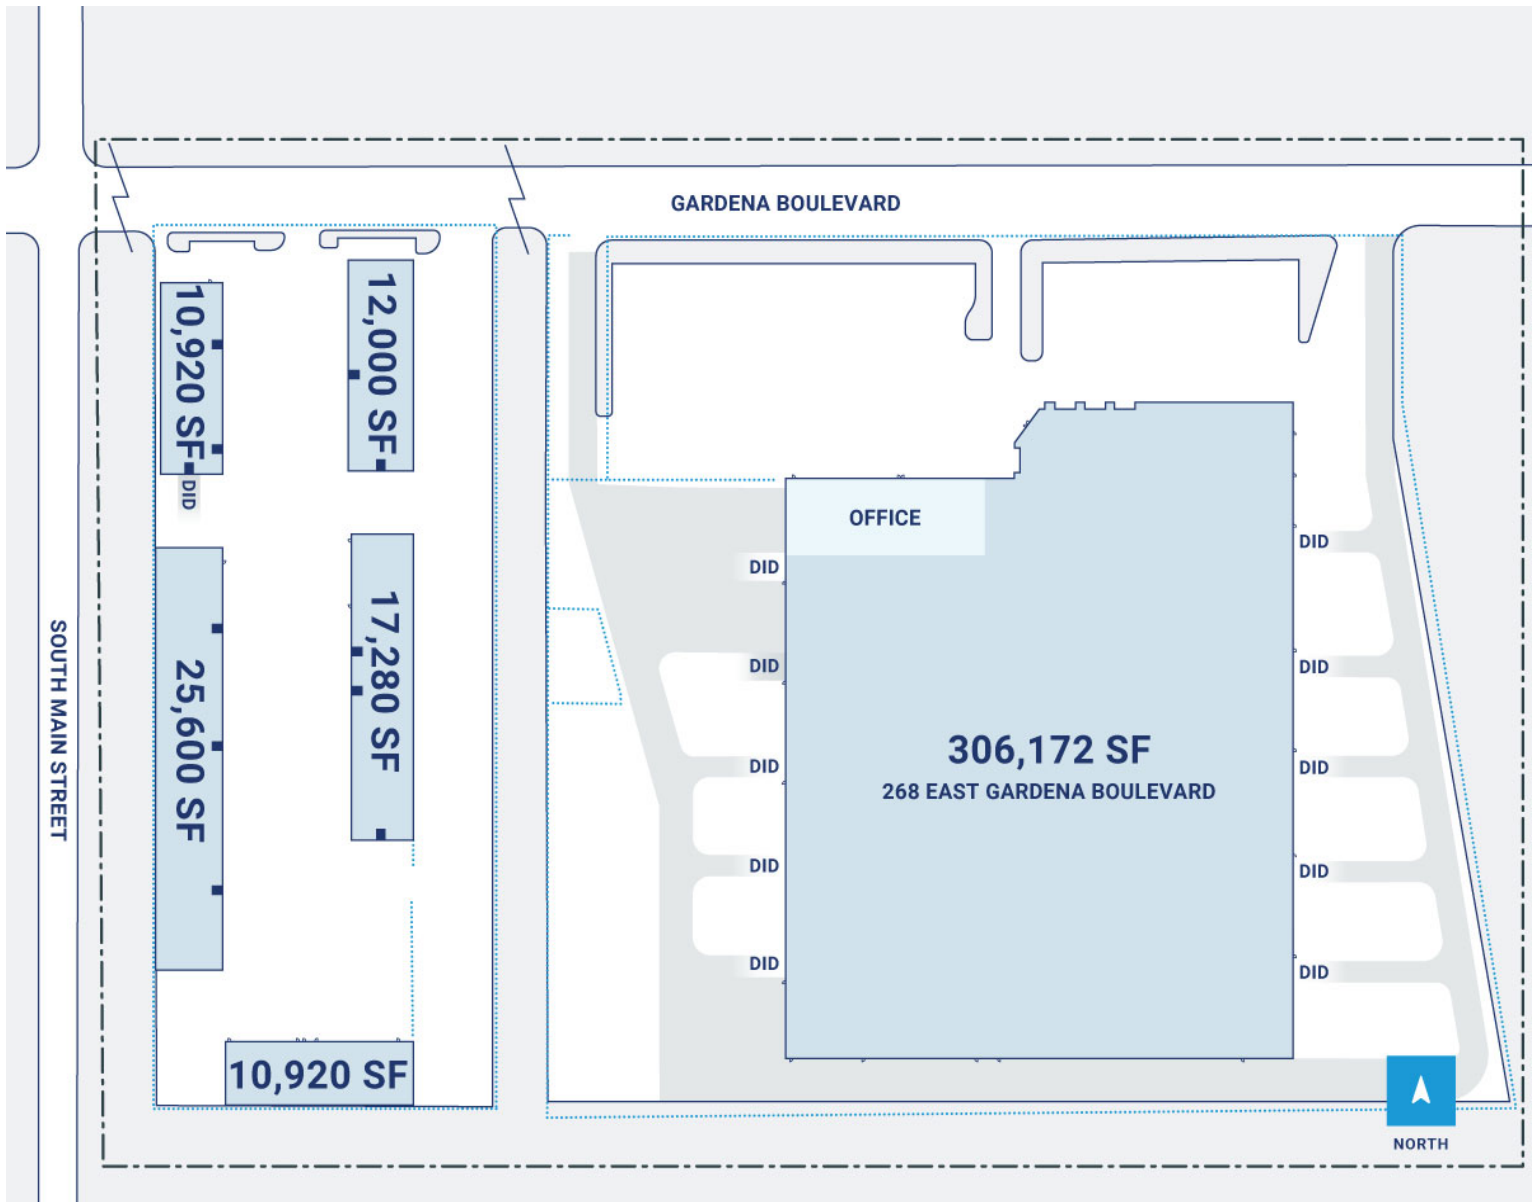 GARDENA BOULEVARD
10,920 SF
12,000 SF
DID
OFFICE
DID
DID
17,280 SF
25,600 SF
SOUTH MAIN STREET
DID
DID
306,172 SF
268 EAST GARDENA BOULEVARD
DID
DID
DID
DID
DID
DID
10,920 SF
NORTH